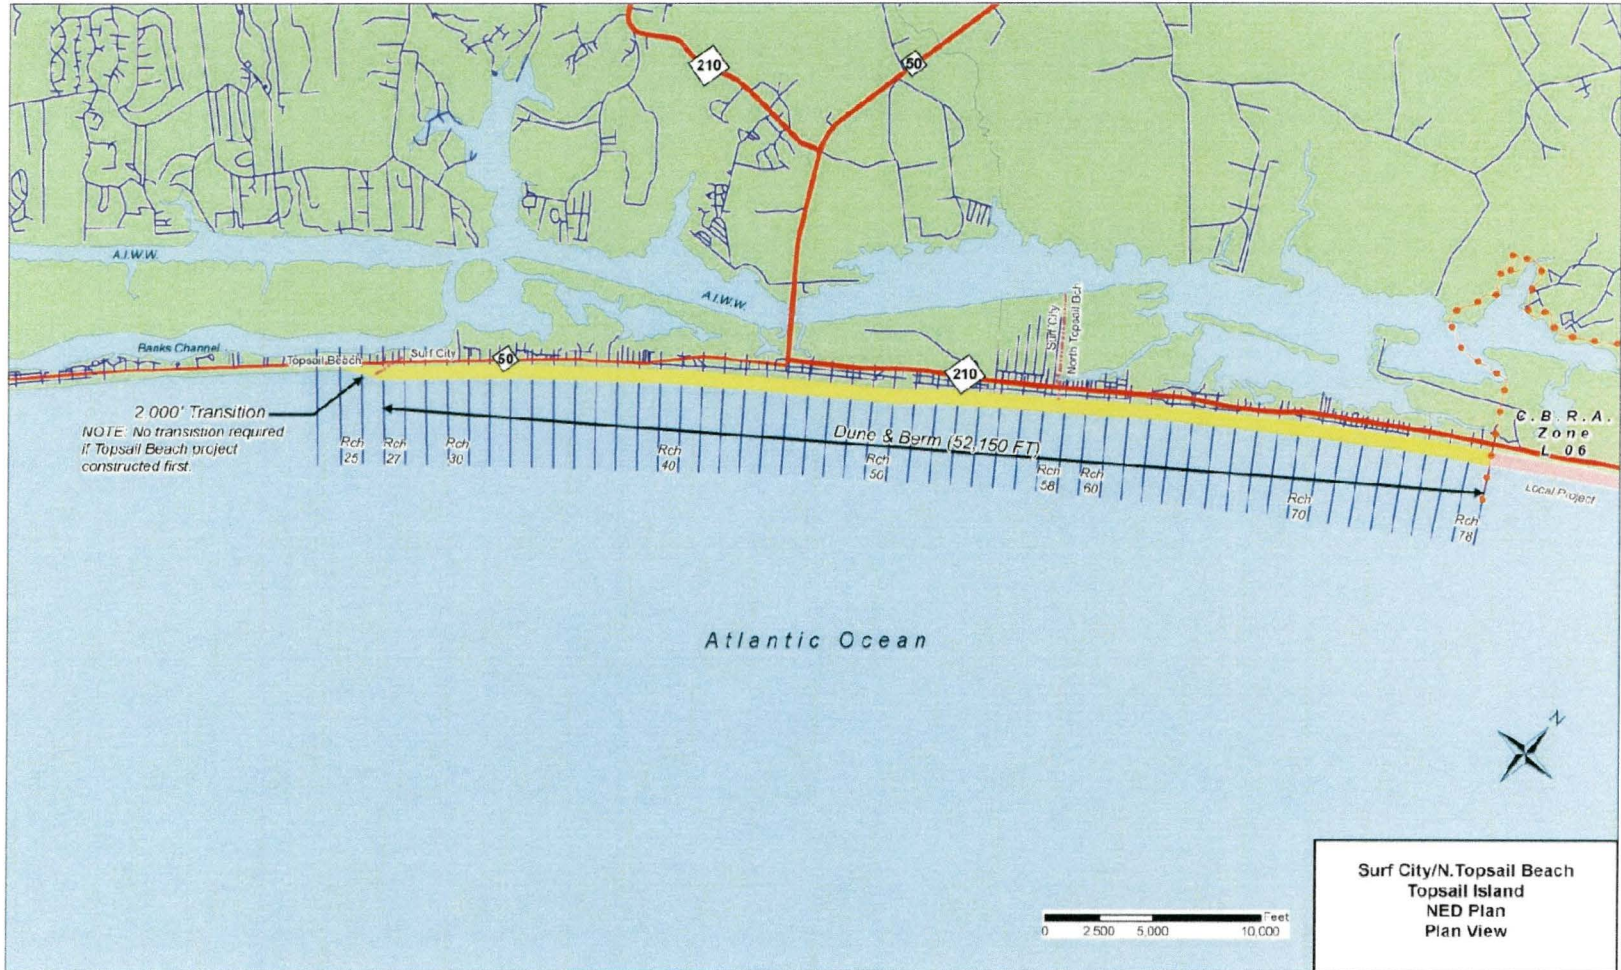 210
50
A.I.W.W.
A.I.W.W.
Banks Channel
Topsail Beach
Surf City
50
210
Surf City
North Topsail Bch
2,000' Transition
NOTE: No transistion required
if Topsail Beach project
constructed first.
Rch
25
Rch
27
Rch
30
Rch
40
Rch
50
Rch
58
Rch
60
Rch
70
Rch
78
Dune & Berm (52,150 FT)
C. B. R. A.
Zone
L 06
Local Project
Atlantic Ocean
N
Feet
0 2,500 5,000 10,000
Surf City/N.Topsail Beach
Topsail Island
NED Plan
Plan View